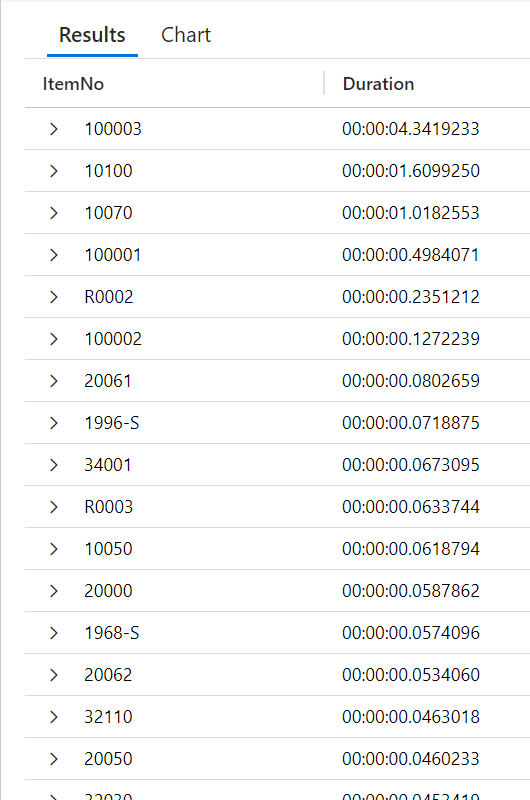 Results Chart
ItemNo Duration
100003 00:00:04.3419233
10100 00:00:01.6099250
10070 00:00:01.0182553
100001 00:00:00.4984071
R0002 00:00:00.2351212
100002 00:00:00.1272239
20061 00:00:00.0802659
1996-S 00:00:00.0718875
34001 00:00:00.0673095
R0003 00:00:00.0633744
10050 00:00:00.0618794
20000 00:00:00.0587862
1968-S 00:00:00.0574096
20062 00:00:00.0534060
32110 00:00:00.0463018
20050 00:00:00.0460233